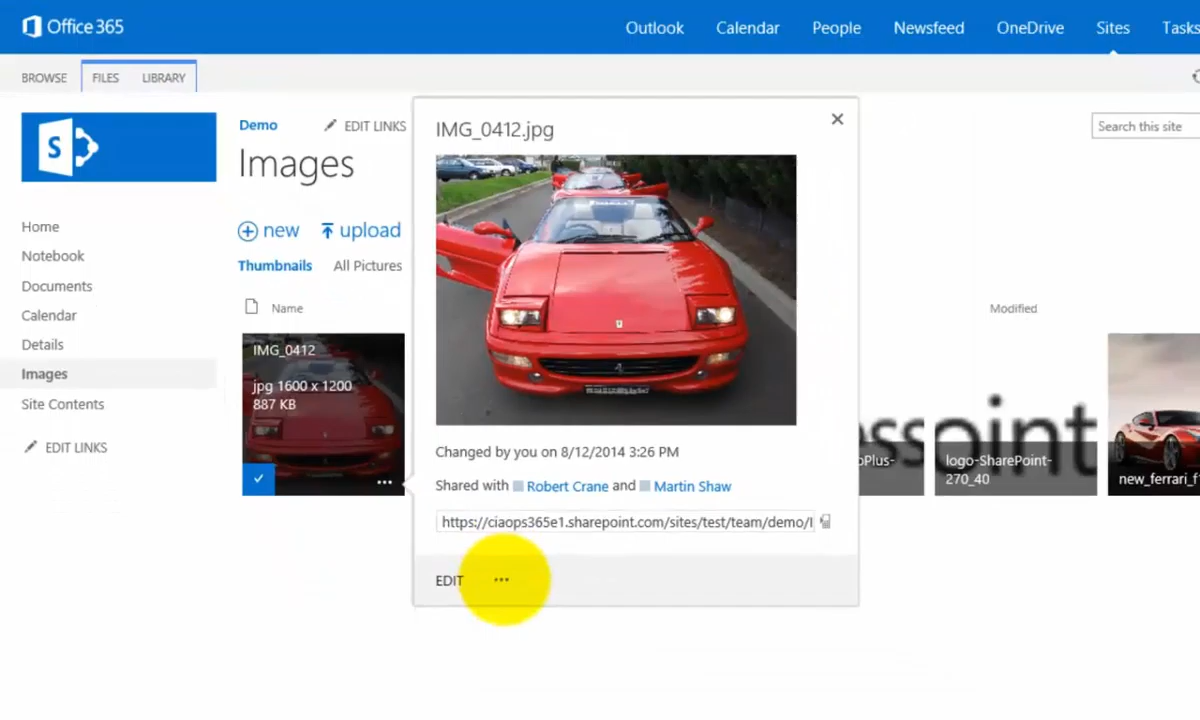 Office 365
Outlook Calendar People Newsfeed OneDrive Sites Tasks
BROWSE FILES LIBRARY
S
Demo EDIT LINKS
Images
Search this site
Home
Notebook
Documents
Calendar
Details
Images
Site Contents
EDIT LINKS
new upload
Thumbnails All Pictures
Name
Modified
IMG_0412
jpg 1600 x 1200
887 KB
IMG_0412.jpg
Changed by you on 8/12/2014 3:26 PM
Shared with Robert Crane and Martin Shaw
https://ciaops365e1.sharepoint.com/sites/test/team/demo/I
EDIT ...
oPlus-
logo-SharePoint-
270_40
new_ferrari_f1